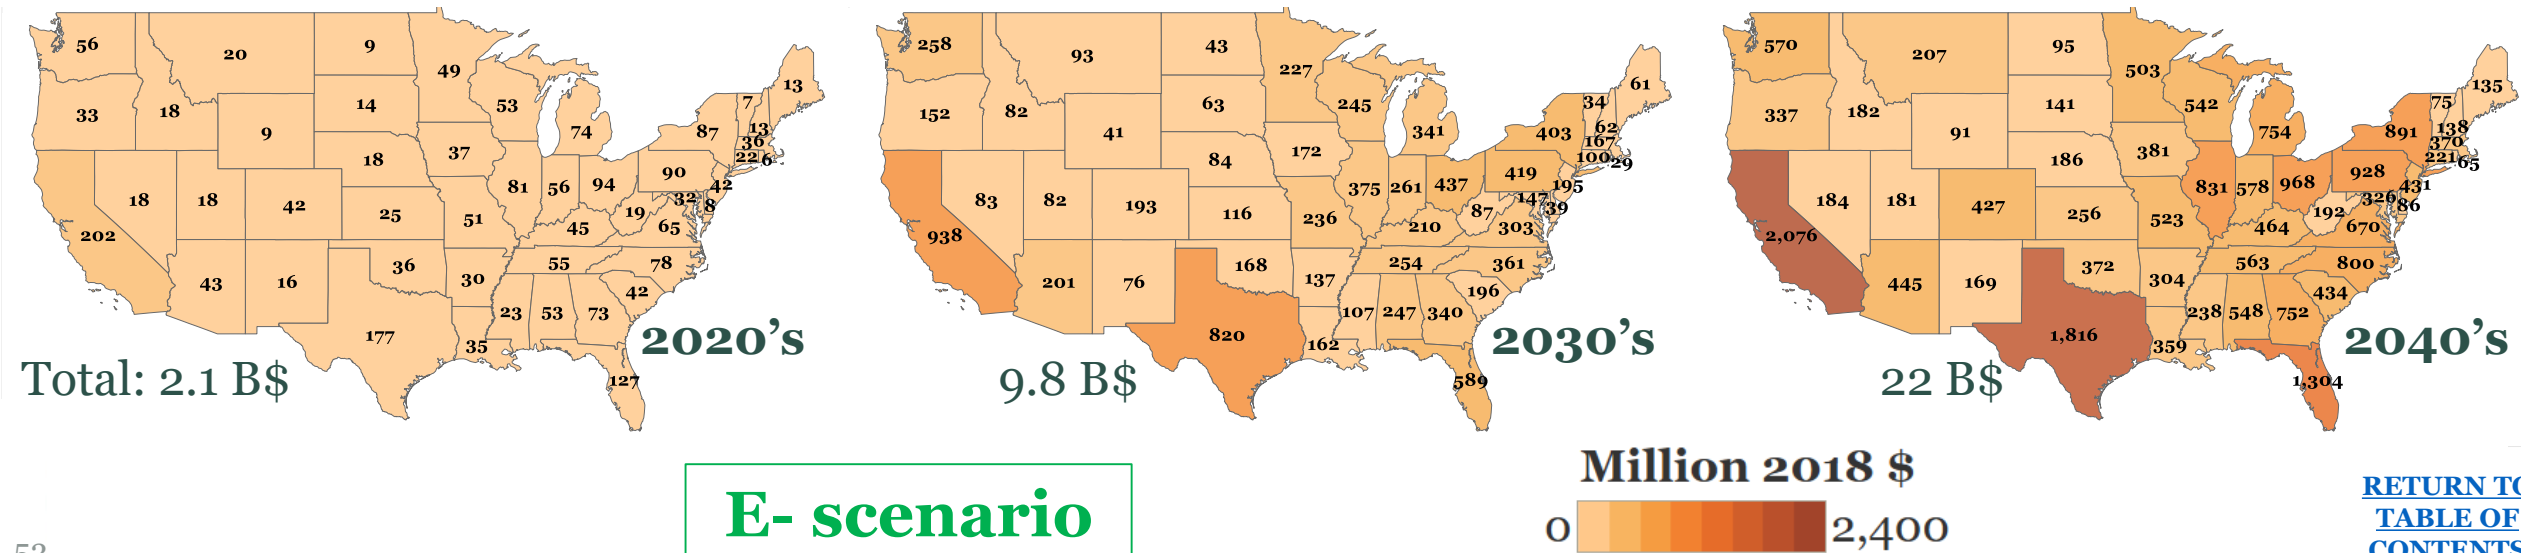 56 20 9 49 53 74 87 7 13 13 36 22 6
33 18 9 14 18 37 81 56 94 90 42 32 8
202 18 18 42 25 51 45 19 65
43 16 36 30 55 78 42
177 35 23 53 73 127
2020's
Total: 2.1 B$
258 93 43 227 245 341 403 34 62 61 167 100 29
152 82 41 63 84 172 375 261 437 419 195 147 39
938 83 82 193 116 236 210 87 303
201 76 168 137 254 361 196
820 162 107 247 340 589
2030's
9.8 B$
570 207 95 503 542 754 891 75 138 135 370 221 65
337 182 91 141 186 381 831 578 968 928 431 326 86
2,076 184 181 427 256 523 464 192 670
445 169 372 304 563 800 434
1,816 359 238 548 752 1,304
2040's
22 B$
E- scenario
Million 2018 $
0 2,400
RETURN TO
TABLE OF
CONTENTS